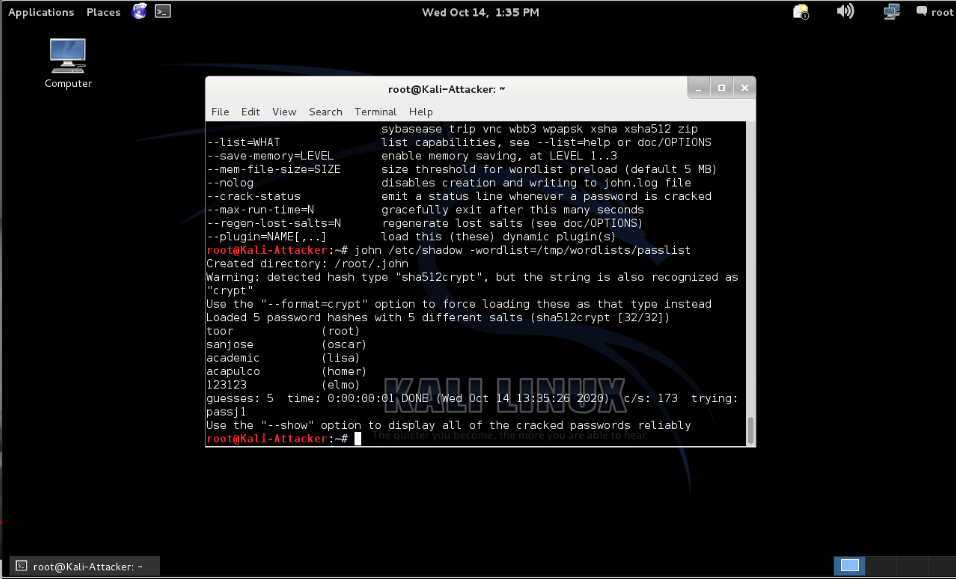 Applications Places Wed Oct 14, 1:35 PM root
Computer
root@Kali-Attacker: ~
File Edit View Search Terminal Help
sybasease trip vnc wbb3 wpapsk xsha xsha512 zip
--list=WHAT list capabilities, see --list=help or doc/OPTIONS
--save-memory=LEVEL enable memory saving, at LEVEL 1..3
--mem-file-size=SIZE size threshold for wordlist preload (default 5 MB)
--nolog disables creation and writing to john.log file
--crack-status emit a status line whenever a password is cracked
--max-run-time=N gracefully exit after this many seconds
--regen-lost-salts=N regenerate lost salts (see doc/OPTIONS)
--plugin=NAME[,..] load this (these) dynamic plugin(s)
root@Kali-Attacker:~# john /etc/shadow -wordlist=/tmp/wordlists/passlist
Created directory: /root/.john
Warning: detected hash type "sha512crypt", but the string is also recognized as
"crypt"
Use the "--format=crypt" option to force loading these as that type instead
Loaded 5 password hashes with 5 different salts (sha512crypt [32/32])
toor (root)
sanjose (oscar)
academic (lisa)
acapulco (homer)
123123 (elmo)
guesses: 5 time: 0:00:00:01 DONE (Wed Oct 14 13:35:26 2020) c/s: 173 trying:
passj1
Use the "--show" option to display all of the cracked passwords reliably
root@Kali-Attacker:~#
KALI LINUX
The quieter you become, the more you are able to hear
root@Kali-Attacker: ~